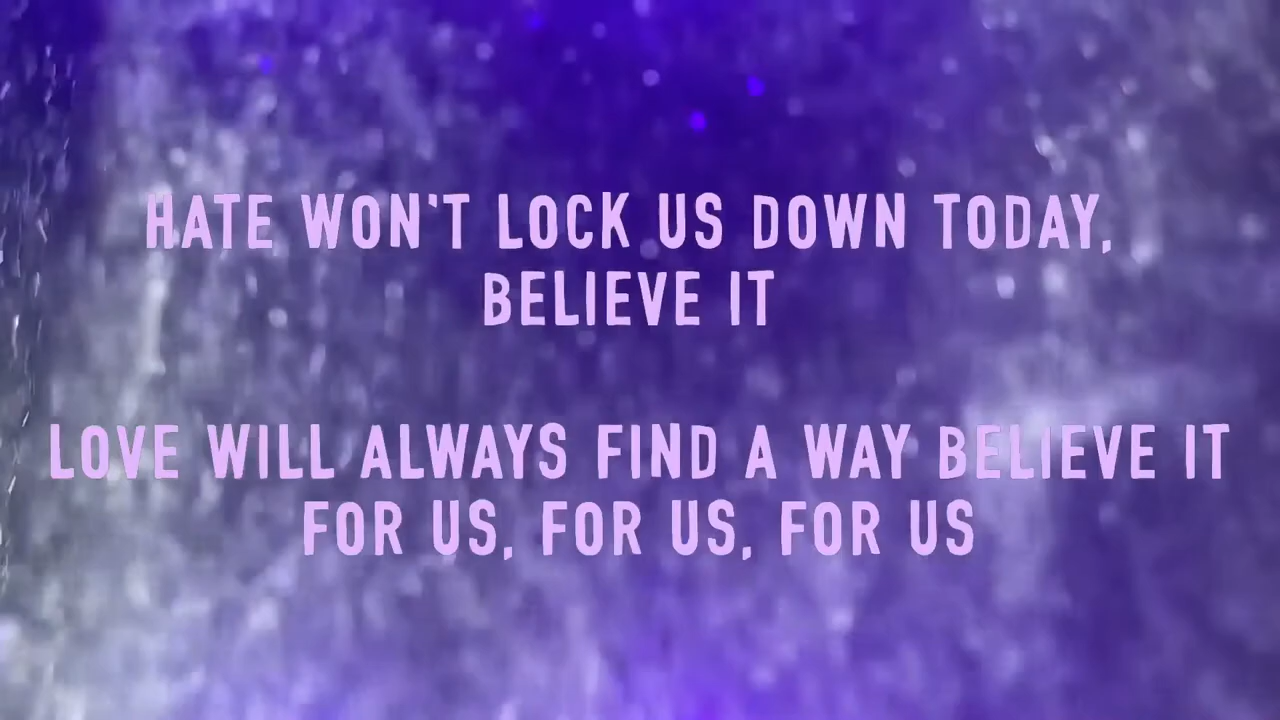 HATE WON'T LOCK US DOWN TODAY,
BELIEVE IT
LOVE WILL ALWAYS FIND A WAY BELIEVE IT
FOR US, FOR US, FOR US